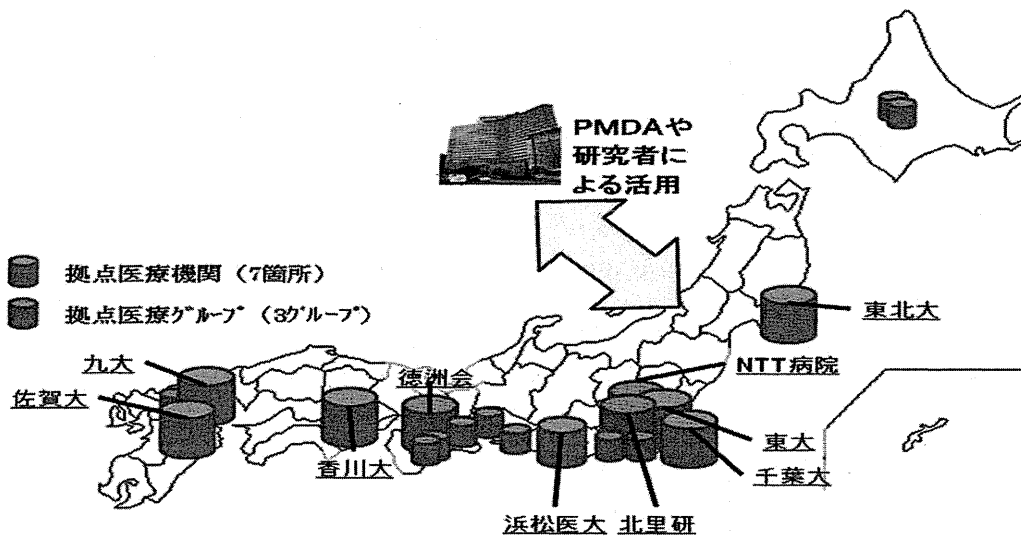 PMDAや
研究者に
よる活用
拠点医療機関（7箇所）
拠点医療ｸﾞﾙｰﾌﾟ（3ｸﾞﾙｰﾌﾟ）
東北大
九大
徳洲会
NTT病院
佐賀大
香川大
東大
千葉大
浜松医大
北里研